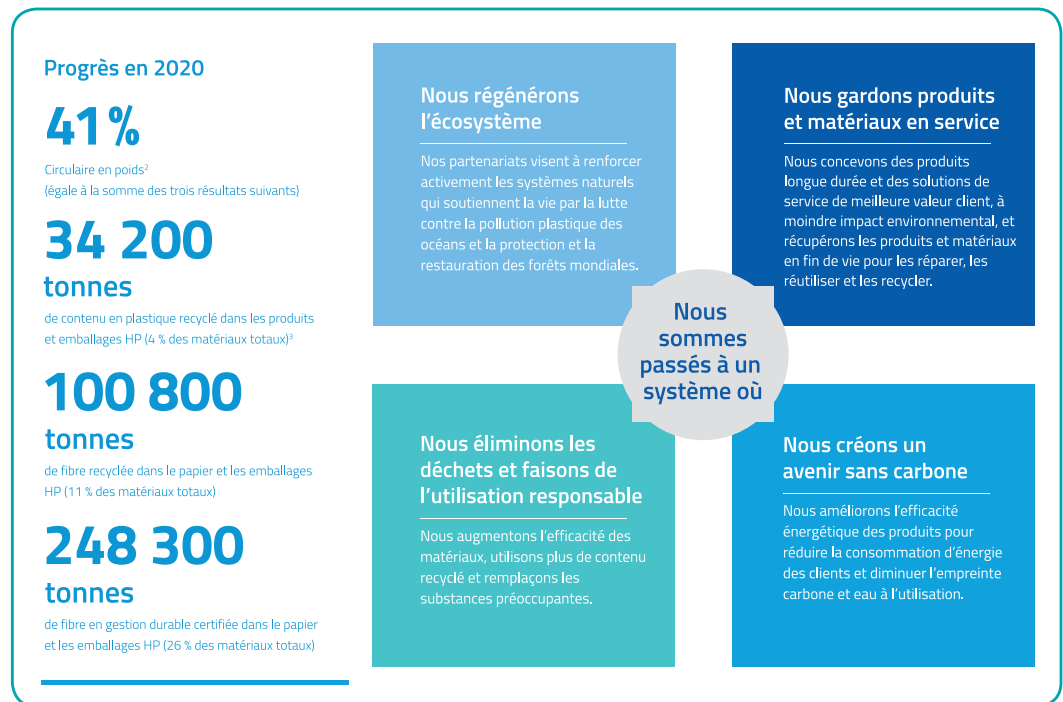 Progrès en 2020
41 %
Circulaire en poids²
(égale à la somme des trois résultats suivants)
34 200
tonnes
de contenu en plastique recyclé dans les produits
et emballages HP (4 % des matériaux totaux)³
100 800
tonnes
de fibre recyclée dans le papier et les emballages
HP (11 % des matériaux totaux)
248 300
tonnes
de fibre en gestion durable certifiée dans le papier
et les emballages HP (26 % des matériaux totaux)
Nous régénérons
l’écosystème
Nos partenariats visent à renforcer
activement les systèmes naturels
qui soutiennent la vie par la lutte
contre la pollution plastique des
océans et la protection et la
restauration des forêts mondiales.
Nous gardons produits
et matériaux en service
Nous concevons des produits
longue durée et des solutions de
service de meilleure valeur client, à
moindre impact environnemental, et
récupérons les produits et matériaux
en fin de vie pour les réparer, les
réutiliser et les recycler.
Nous
sommes
passés à un
système où
Nous éliminons les
déchets et faisons de
l’utilisation responsable
Nous augmentons l’efficacité des
matériaux, utilisons plus de contenu
recyclé et remplaçons les
substances préoccupantes.
Nous créons un
avenir sans carbone
Nous améliorons l’efficacité
énergétique des produits pour
réduire la consommation d’énergie
des clients et diminuer l’empreinte
carbone et eau à l’utilisation.